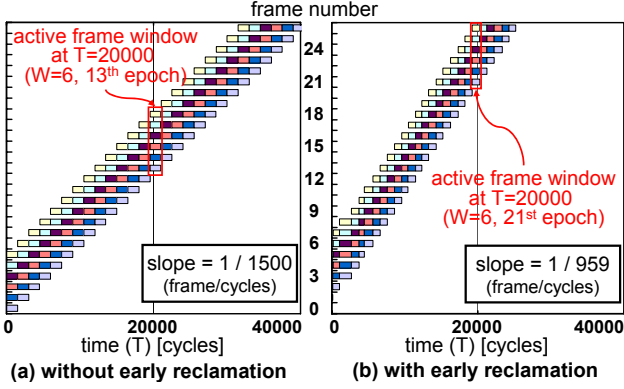 frame number
active frame window
at T=20000
(W=6, 13th epoch)
slope = 1 / 1500
(frame/cycles)
24
21
18
15
12
9
6
3
0
active frame window
at T=20000
(W=6, 21st epoch)
slope = 1 / 959
(frame/cycles)
0 20000 40000
0 20000 40000
time (T) [cycles]
time (T) [cycles]
(a) without early reclamation
(b) with early reclamation